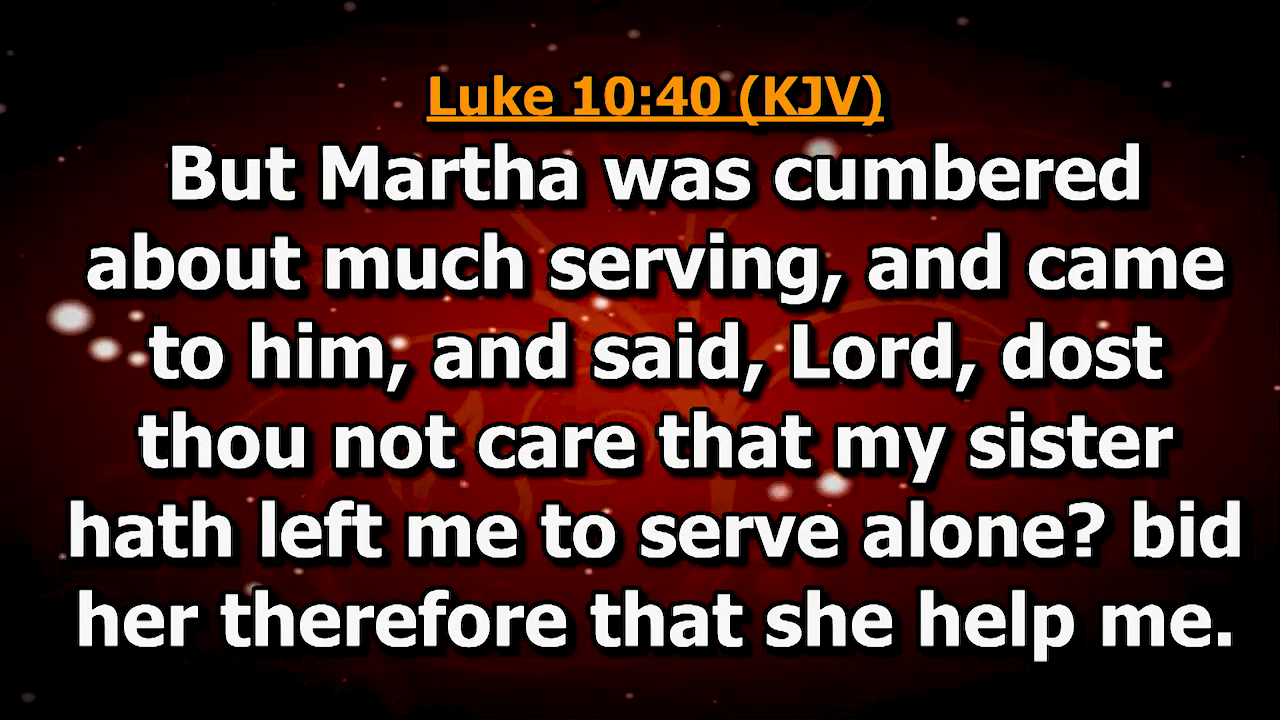 Luke 10:40 (KJV)
But Martha was cumbered
about much serving, and came
to him, and said, Lord, dost
thou not care that my sister
hath left me to serve alone? bid
her therefore that she help me.